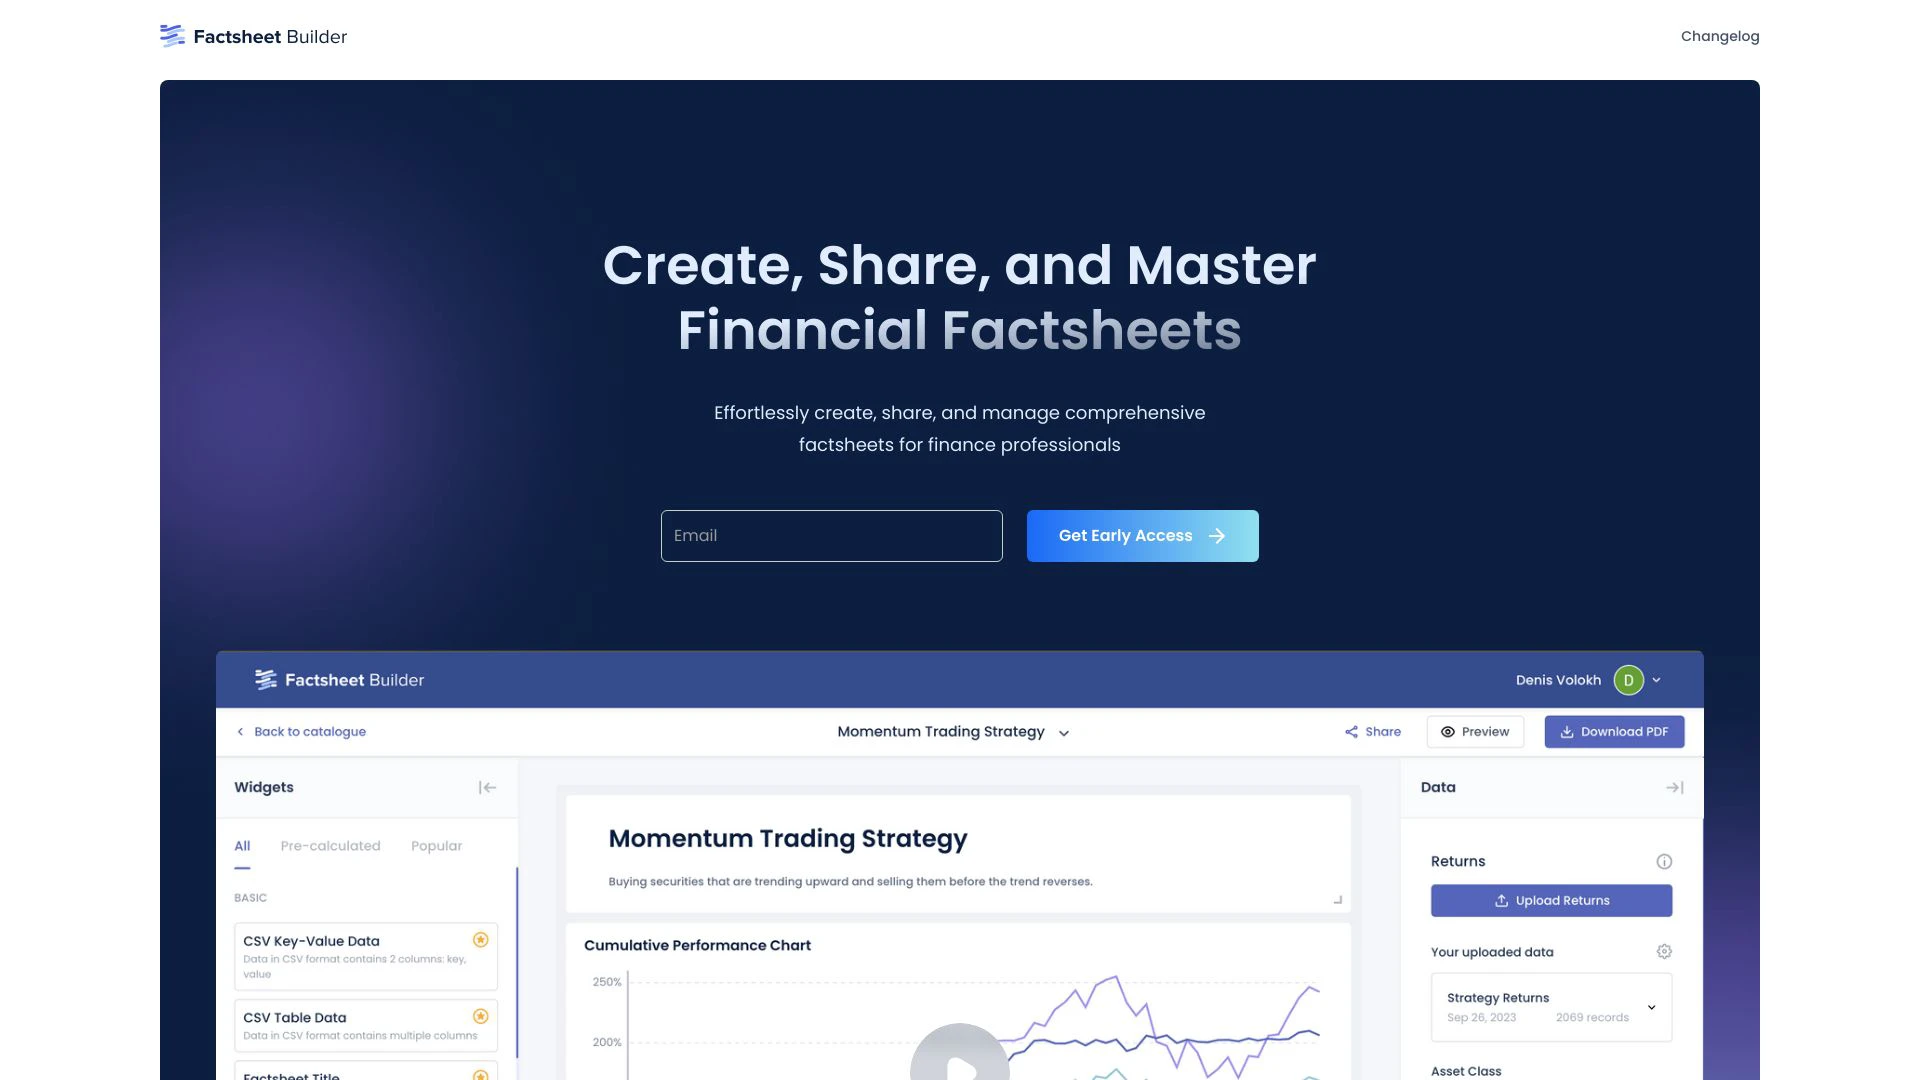 Factsheet Builder
Changelog
Create, Share, and Master
Financial Factsheets
Effortlessly create, share, and manage comprehensive
factsheets for finance professionals
Email
Get Early Access
Factsheet Builder
Denis Volokh
D
Back to catalogue
Momentum Trading Strategy
Share
Preview
Download PDF
Widgets
All
Pre-calculated
Popular
BASIC
CSV Key-Value Data
Data in CSV format contains 2 columns: key,
value
CSV Table Data
Data in CSV format contains multiple columns
Factsheet Title
Momentum Trading Strategy
Buying securities that are trending upward and selling them before the trend reverses.
Cumulative Performance Chart
250%
200%
Data
Returns
Upload Returns
Your uploaded data
Strategy Returns
Sep 26, 2023
2069 records
Asset Class